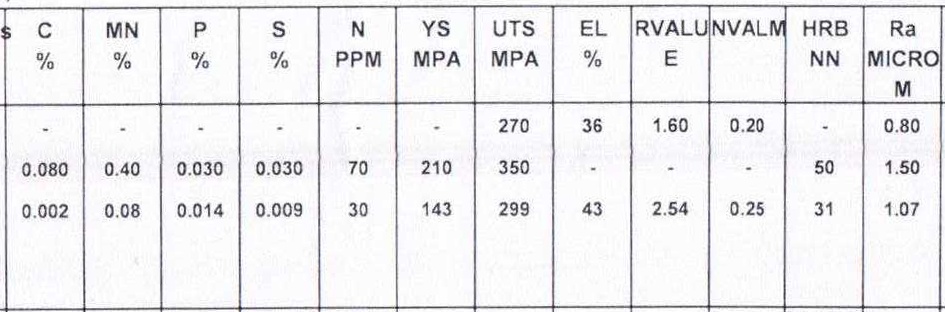 s C MN P S N YS UTS EL RVALU NVALM HRB Ra
% % % % PPM MPA MPA % E NN MICRO
M
- - - - - - 270 36 1.60 0.20 - 0.80
0.080 0.40 0.030 0.030 70 210 350 - - - 50 1.50
0.002 0.08 0.014 0.009 30 143 299 43 2.54 0.25 31 1.07